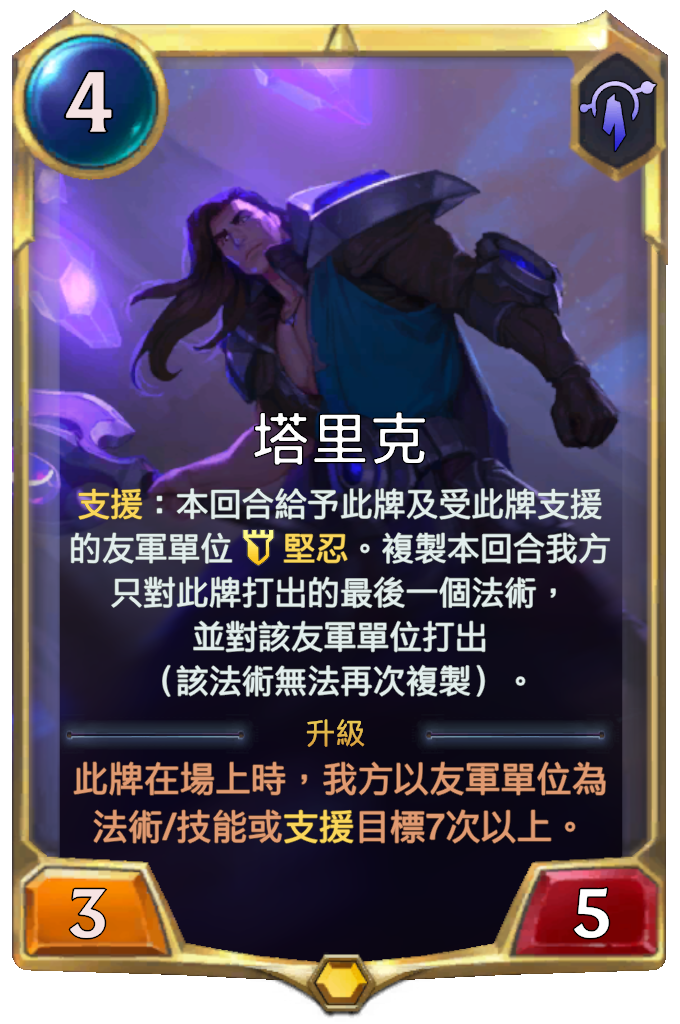 4
塔里克
支援：本回合給予此牌及受此牌支援
的友軍單位 堅忍。複製本回合我方
只對此牌打出的最後一個法術，
並對該友軍單位打出
（該法術無法再次複製）。
升級
此牌在場上時，我方以友軍單位為
法術/技能或支援目標7次以上。
3
5